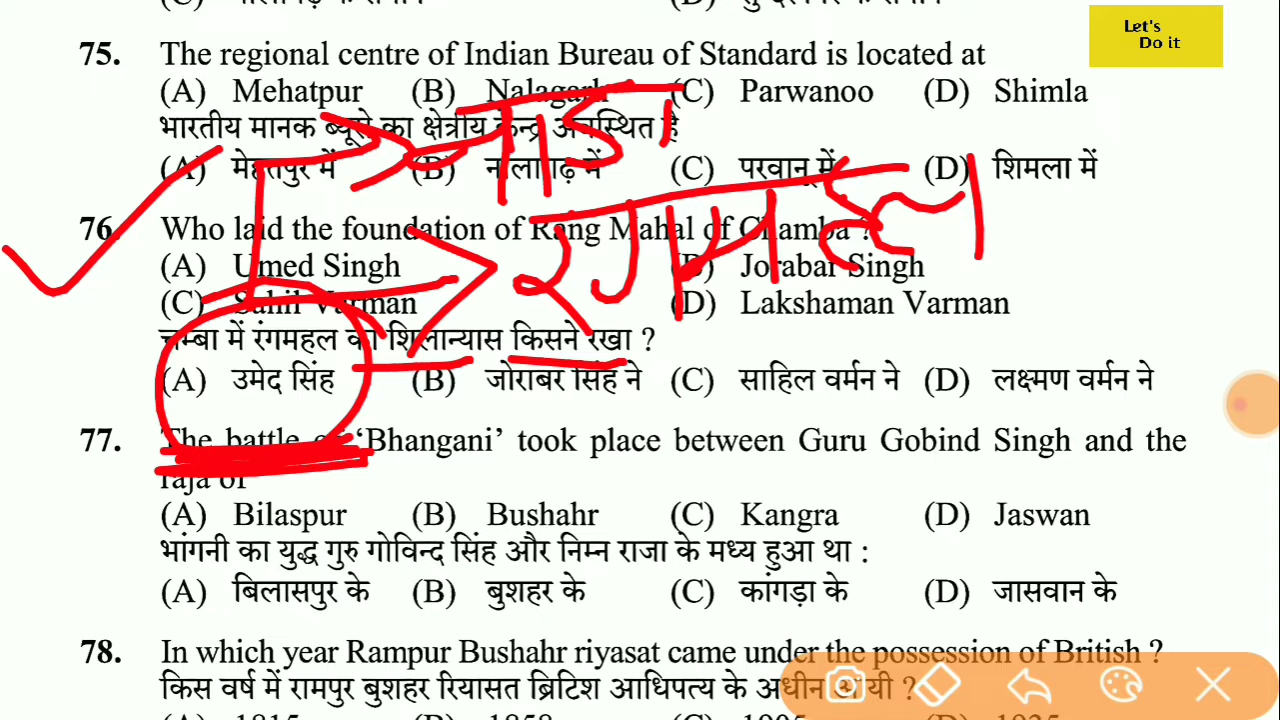 Let's
Do it
75. The regional centre of Indian Bureau of Standard is located at
(A) Mehatpur (B) Nalagarh (C) Parwanoo (D) Shimla
भारतीय मानक ब्यूरो का क्षेत्रीय केन्द्र अवस्थित है
(A) मेहतपुर में (B) नालागढ़ में (C) परवानू में (D) शिमला में
76. Who laid the foundation of Rang Mahal of Chamba ?
(A) Umed Singh (B) Jorabar Singh
(C) Sahil Varman (D) Lakshaman Varman
चम्बा में रंगमहल का शिलान्यास किसने रखा ?
(A) उमेद सिंह (B) जोराबर सिंह ने (C) साहिल वर्मन ने (D) लक्ष्मण वर्मन ने
77. The battle of ‘Bhangani’ took place between Guru Gobind Singh and the
raja of
(A) Bilaspur (B) Bushahr (C) Kangra (D) Jaswan
भांगनी का युद्ध गुरु गोविन्द सिंह और निम्न राजा के मध्य हुआ था :
(A) बिलासपुर के (B) बुशहर के (C) कांगड़ा के (D) जासवान के
78. In which year Rampur Bushahr riyasat came under the possession of British ?
किस वर्ष में रामपुर बुशहर रियासत ब्रिटिश आधिपत्य के अधीन आयी ?